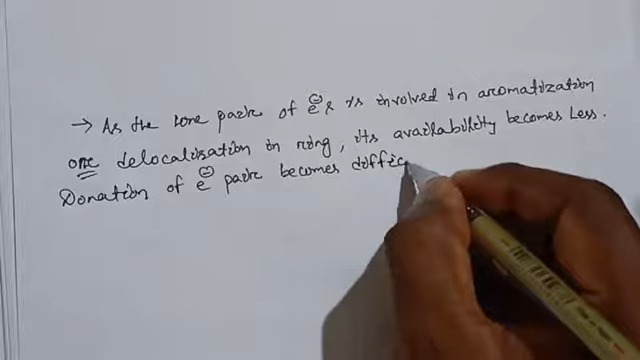 → As the lone pair of e⊖s is involved in aromatization
one delocalisation in ring, its availability becomes less.
Donation of e⊖ pair becomes diffic